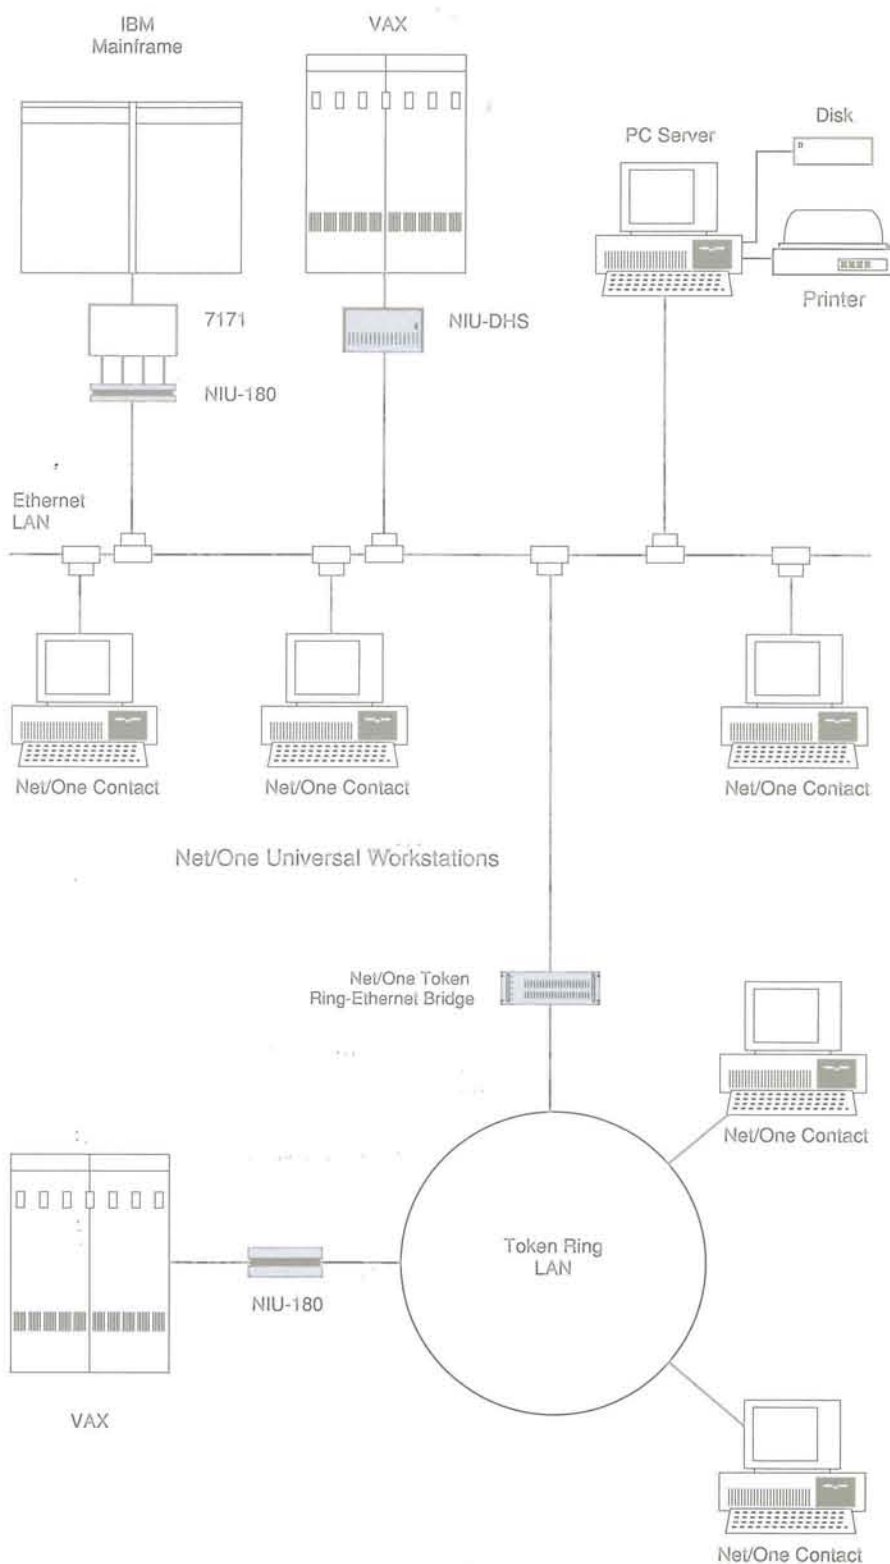 IBM
Mainframe
VAX
PC Server
Disk
Printer
7171
NIU-DHS
NIU-180
Ethernet
LAN
Net/One Contact
Net/One Contact
Net/One Contact
Net/One Universal Workstations
Net/One Token
Ring-Ethernet Bridge
Net/One Contact
Token Ring
LAN
NIU-180
VAX
Net/One Contact